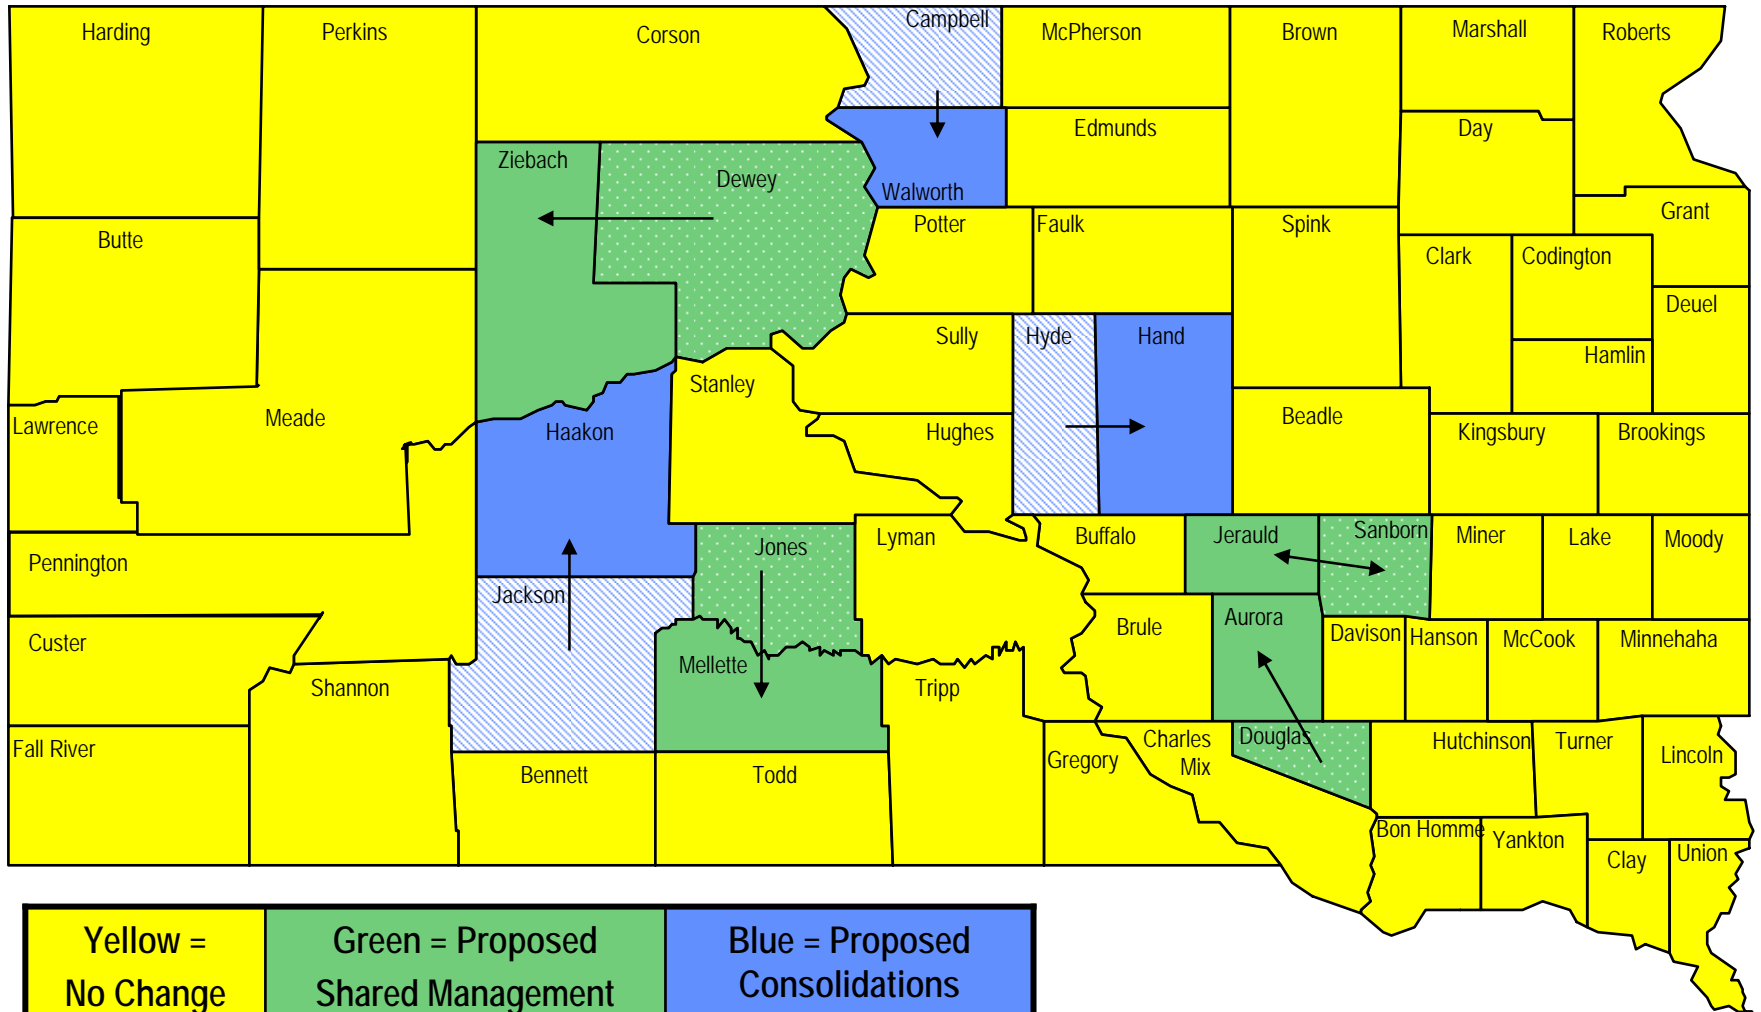 Harding
Perkins
Corson
Campbell
McPherson
Brown
Marshall
Roberts
Edmunds
Day
Ziebach
Dewey
Walworth
Grant
Butte
Potter
Faulk
Spink
Clark
Codington
Deuel
Sully
Hyde
Hand
Hamlin
Stanley
Lawrence
Meade
Haakon
Hughes
Beadle
Kingsbury
Brookings
Pennington
Jackson
Jones
Lyman
Buffalo
Jerauld
Sanborn
Miner
Lake
Moody
Custer
Shannon
Mellette
Tripp
Brule
Aurora
Davison
Hanson
McCook
Minnehaha
Fall River
Bennett
Todd
Gregory
Charles
Mix
Douglas
Hutchinson
Turner
Lincoln
Bon Homme
Yankton
Clay
Union
Yellow =
No Change
Green = Proposed
Shared Management
Blue = Proposed
Consolidations